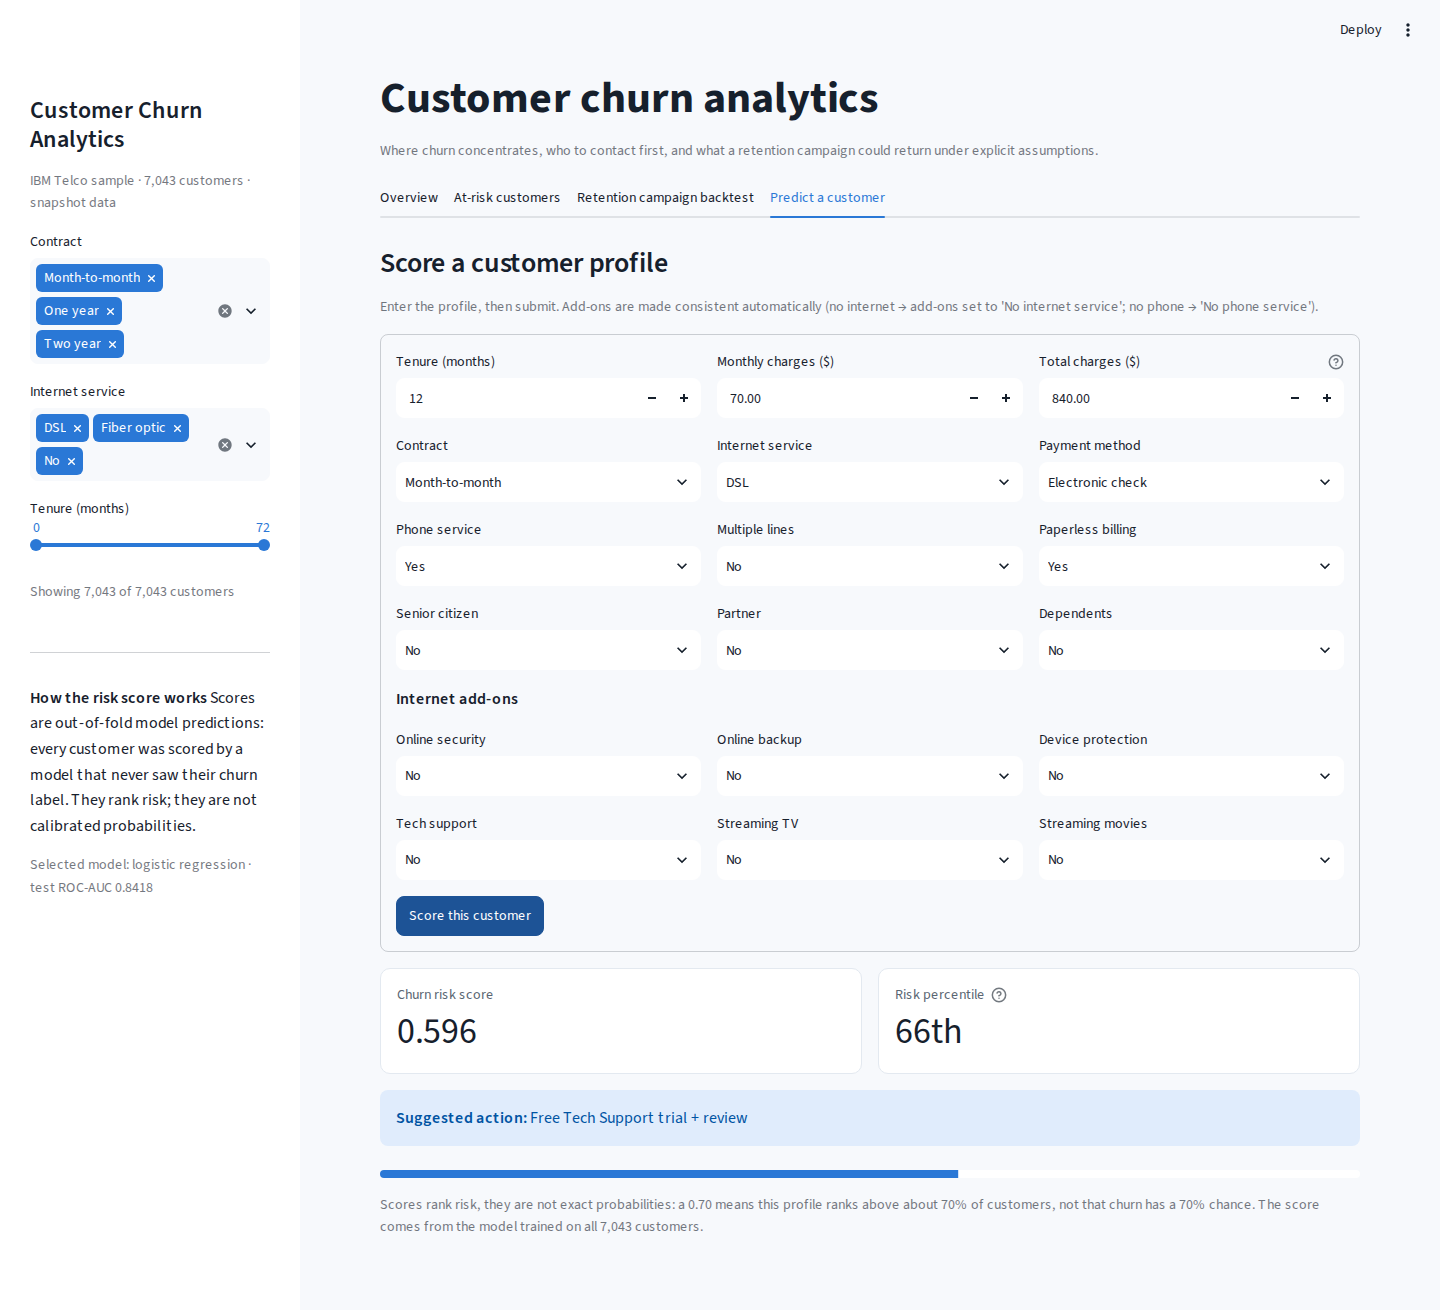 Deploy
Customer Churn
Analytics
IBM Telco sample · 7,043 customers ·
snapshot data
Contract
Month-to-month
One year
Two year
Internet service
DSL Fiber optic
No
Tenure (months)
0 72
Showing 7,043 of 7,043 customers
How the risk score works Scores
are out-of-fold model predictions:
every customer was scored by a
model that never saw their churn
label. They rank risk; they are not
calibrated probabilities.
Selected model: logistic regression ·
test ROC-AUC 0.8418
Customer churn analytics
Where churn concentrates, who to contact first, and what a retention campaign could return under explicit assumptions.
Overview At-risk customers Retention campaign backtest Predict a customer
Score a customer profile
Enter the profile, then submit. Add-ons are made consistent automatically (no internet → add-ons set to 'No internet service'; no phone → 'No phone service').
Tenure (months) Monthly charges ($) Total charges ($)
12 70.00 840.00
Contract Internet service Payment method
Month-to-month DSL Electronic check
Phone service Multiple lines Paperless billing
Yes No Yes
Senior citizen Partner Dependents
No No No
Internet add-ons
Online security Online backup Device protection
No No No
Tech support Streaming TV Streaming movies
No No No
Score this customer
Churn risk score Risk percentile
0.596 66th
Suggested action: Free Tech Support trial + review
Scores rank risk, they are not exact probabilities: a 0.70 means this profile ranks above about 70% of customers, not that churn has a 70% chance. The score
comes from the model trained on all 7,043 customers.